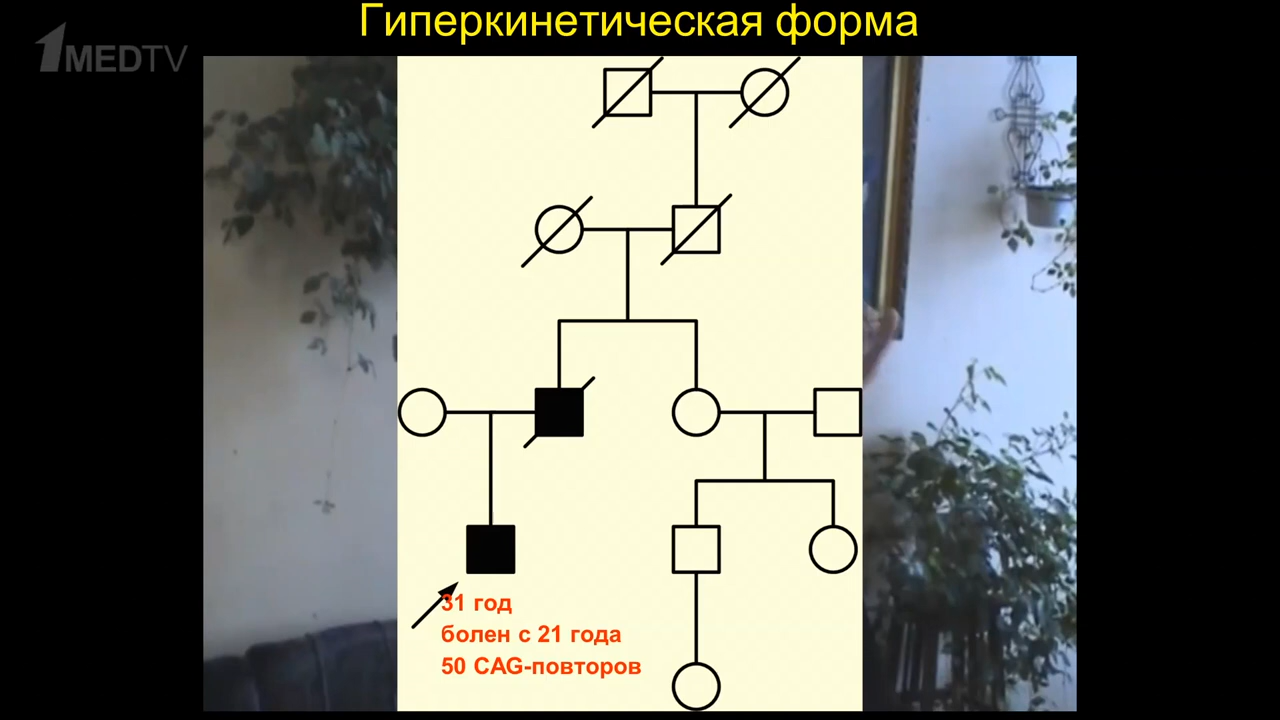 Гиперкинетическая форма
1MEDTV
31 год
болен с 21 года
50 CAG-повторов